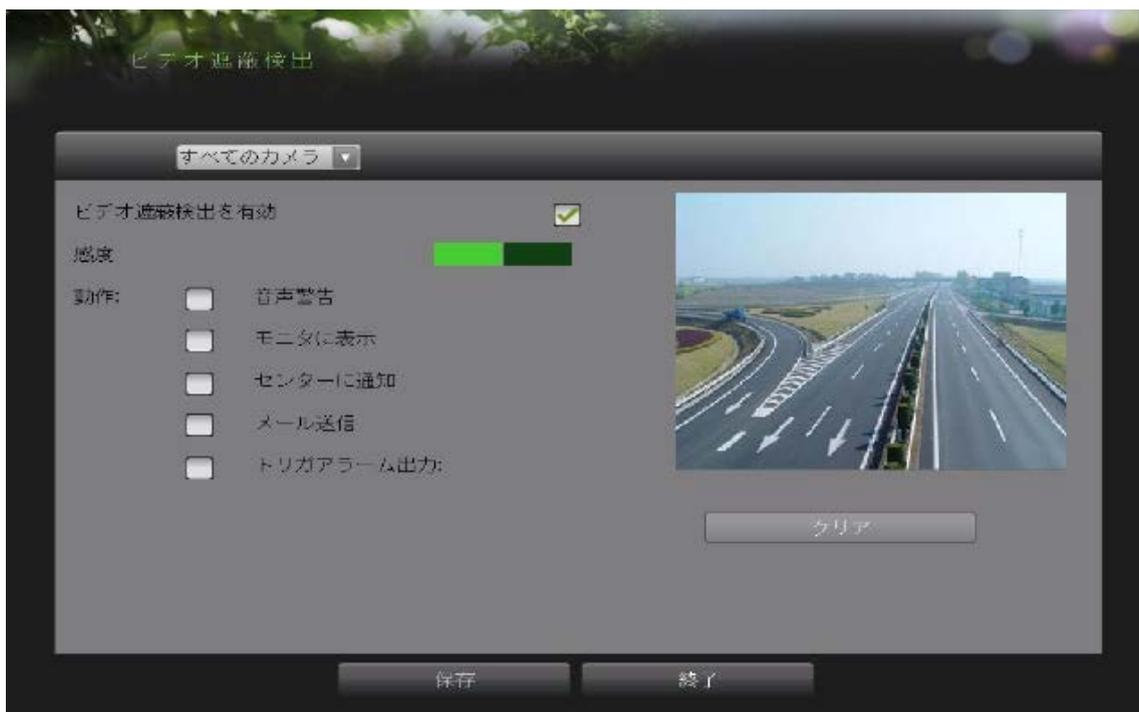 ビデオ遮蔽検出
すべてのカメラ
ビデオ遮蔽検出を有効
感度
動作:
音声警告
モニタに表示
センターに通知
メール送信
トリガアラーム出力:
クリア
保存
終了